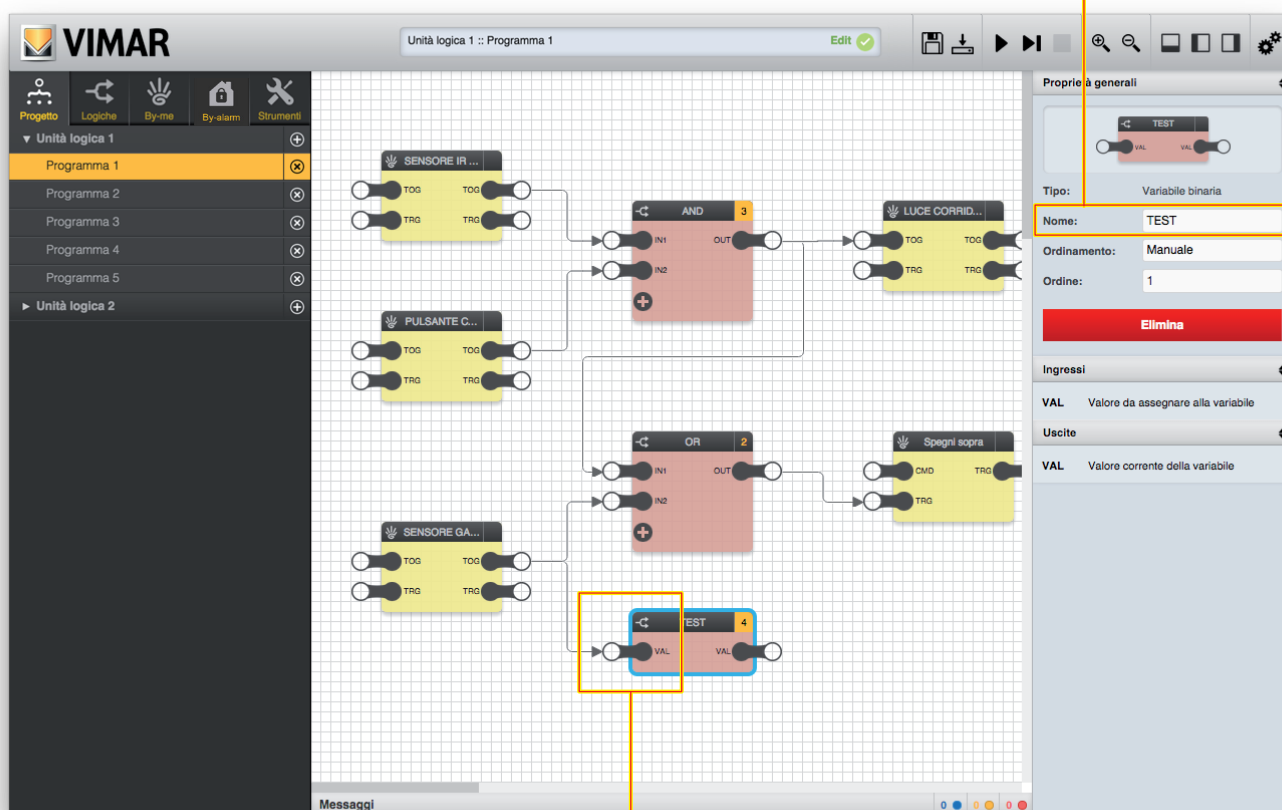 VIMAR
Unità logica 1 :: Programma 1
Edit
Progetto
Logiche
By-me
By-alarm
Strumenti
Unità logica 1
Programma 1
Programma 2
Programma 3
Programma 4
Programma 5
Unità logica 2
SENSORE IR ...
TOG TOG
TRG TRG
AND 3
IN1 OUT
IN2
LUCE CORRID...
TOG TOG
TRG TRG
PULSANTE C...
TOG TOG
TRG TRG
OR 2
IN1 OUT
IN2
Spegni sopra
CMD TRG
TRG
SENSORE GA...
TOG TOG
TRG TRG
TEST 4
VAL VAL
Messaggi
0 0 0
Proprietà generali
TEST
VAL VAL
Tipo: Variabile binaria
Nome: TEST
Ordinamento: Manuale
Ordine: 1
Elimina
Ingressi
VAL Valore da assegnare alla variabile
Uscite
VAL Valore corrente della variabile